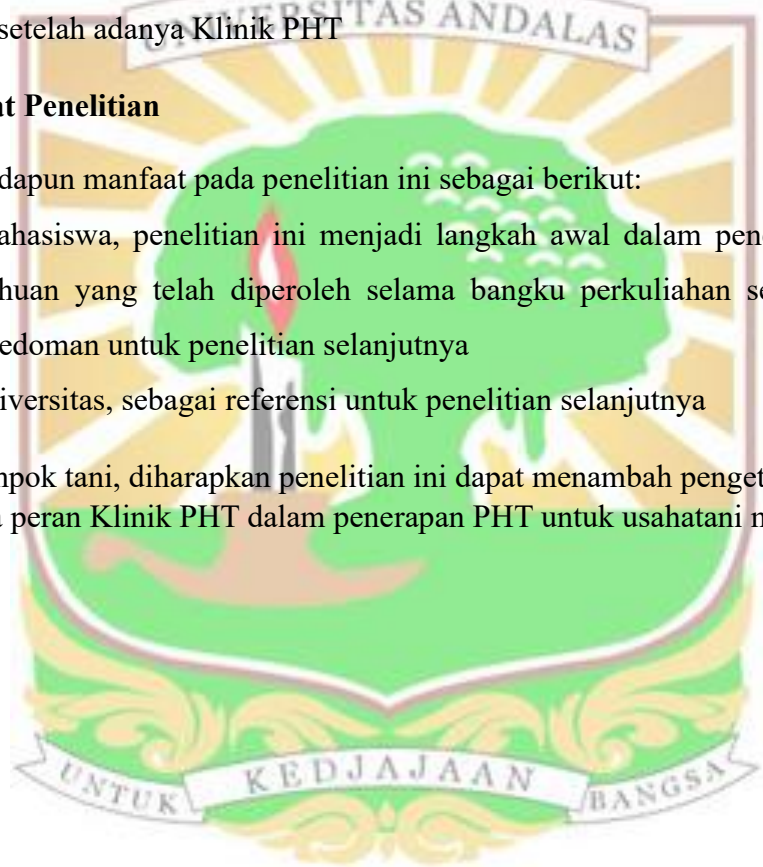 UNIVERSITAS ANDALAS
setelah adanya Klinik PHT
at Penelitian
dapun manfaat pada penelitian ini sebagai berikut:
ahasiswa, penelitian ini menjadi langkah awal dalam pene
huan yang telah diperoleh selama bangku perkuliahan se
edoman untuk penelitian selanjutnya
iversitas, sebagai referensi untuk penelitian selanjutnya
mpok tani, diharapkan penelitian ini dapat menambah penget
peran Klinik PHT dalam penerapan PHT untuk usahatani
UNTUK KEDJAJAAN BANGSA